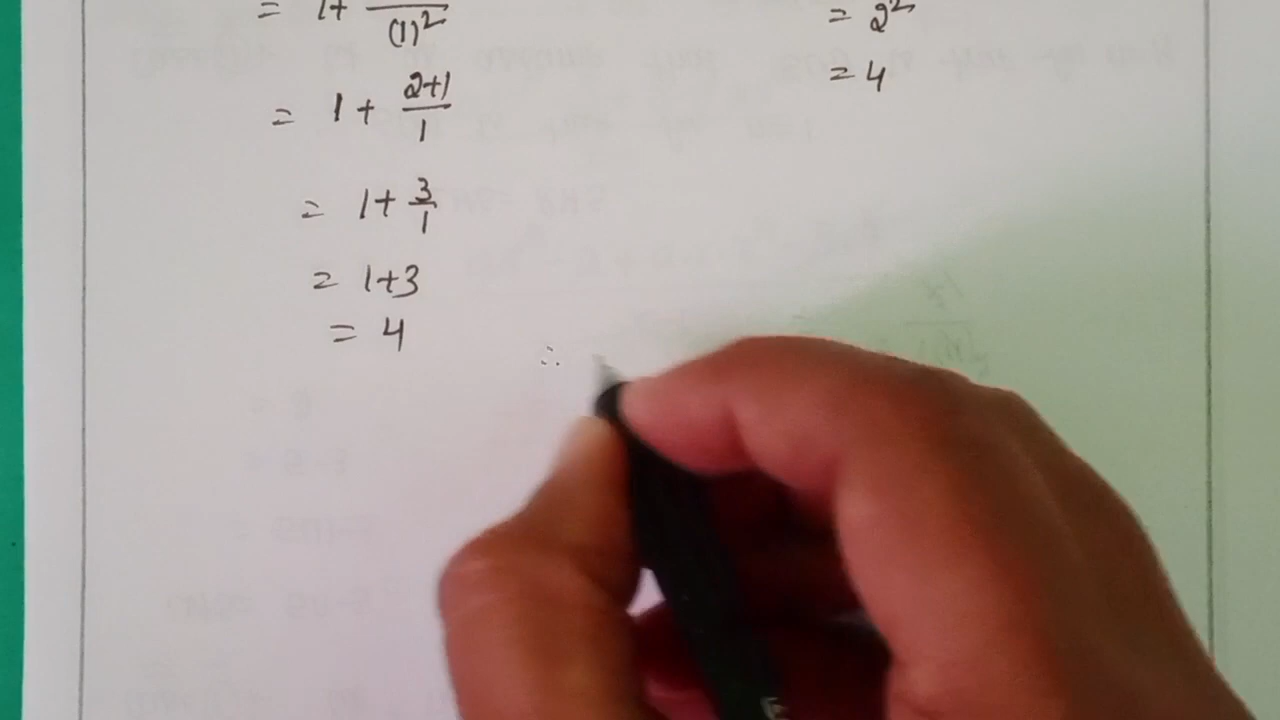 = 1+ ―/(1)²
= 1 + (2+1)/1
= 1+ 3/1
= 1+3
= 4
= 2²
= 4
∴